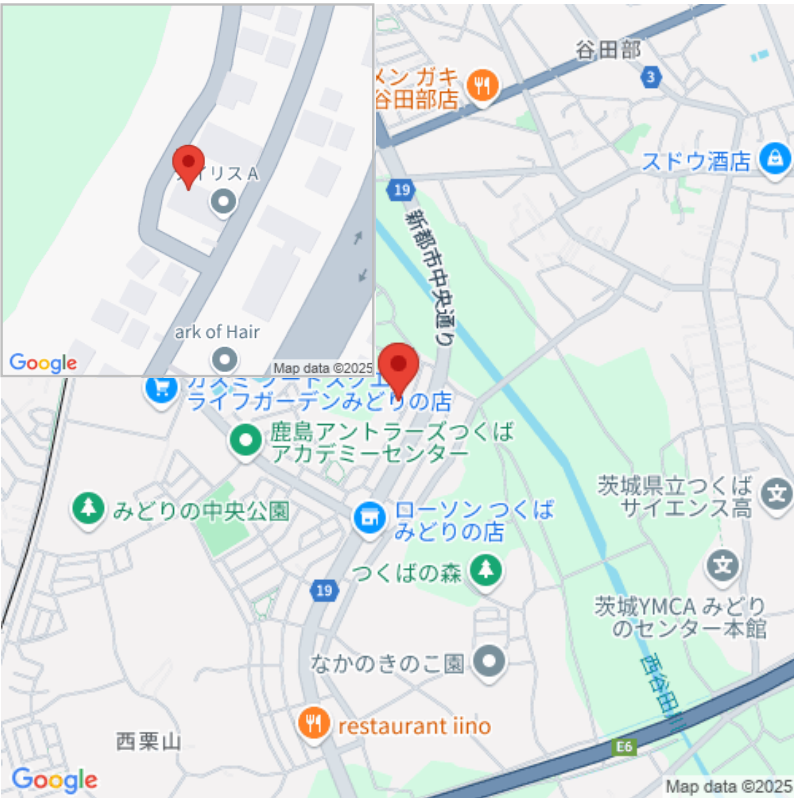 イリス A
ark of Hair
Google
Map data ©2025
谷田部
3
メン ガキ
谷田部店
スドウ酒店
19
新都市中央通り
ライフガーデンみどりの店
鹿島アントラーズつくば
アカデミーセンター
みどりの中央公園
ローソン つくば
みどりの店
茨城県立つくば
サイエンス高
つくばの森
19
茨城YMCA みどり
のセンター本館
なかのきのこ園
西谷田川
restaurant iino
西栗山
E6
Google
Map data ©2025